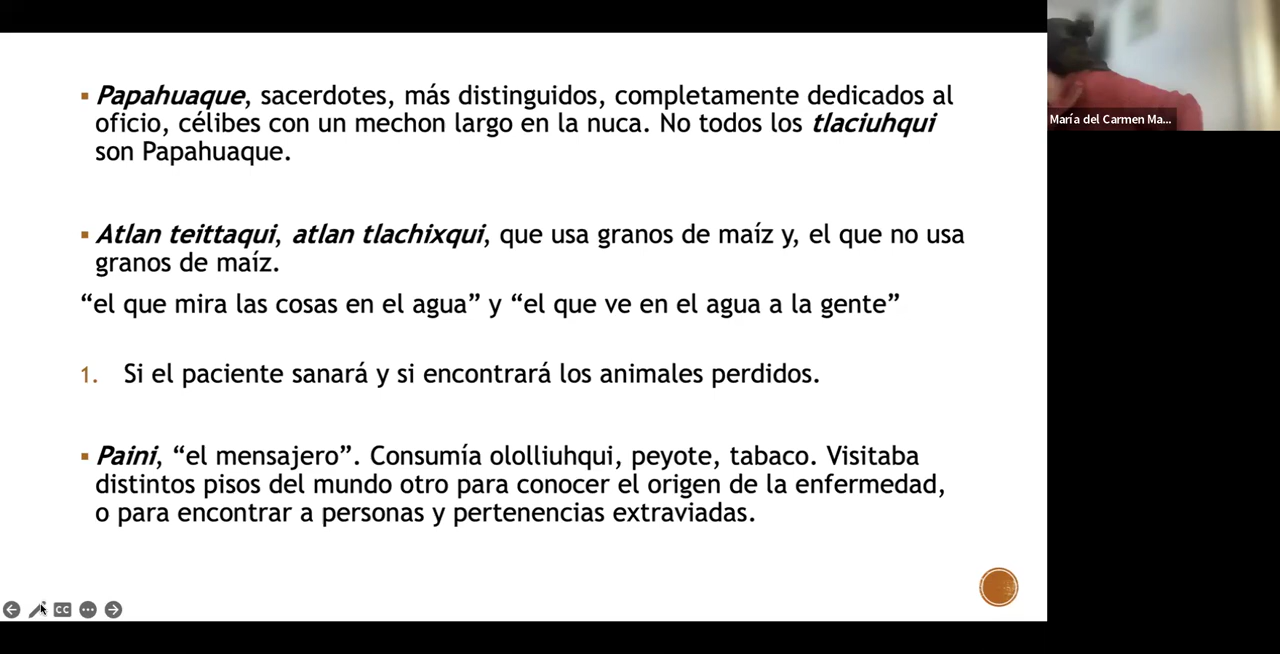 ▪ Papahuaque, sacerdotes, más distinguidos, completamente dedicados al
oficio, célibes con un mechon largo en la nuca. No todos los tlaciuhqui
son Papahuaque.
▪ Atlan teittaqui, atlan tlachixqui, que usa granos de maíz y, el que no usa
granos de maíz.
“el que mira las cosas en el agua” y “el que ve en el agua a la gente”
1. Si el paciente sanará y si encontrará los animales perdidos.
▪ Paini, “el mensajero”. Consumía ololliuhqui, peyote, tabaco. Visitaba
distintos pisos del mundo otro para conocer el origen de la enfermedad,
o para encontrar a personas y pertenencias extraviadas.
María del Carmen Ma...
CC